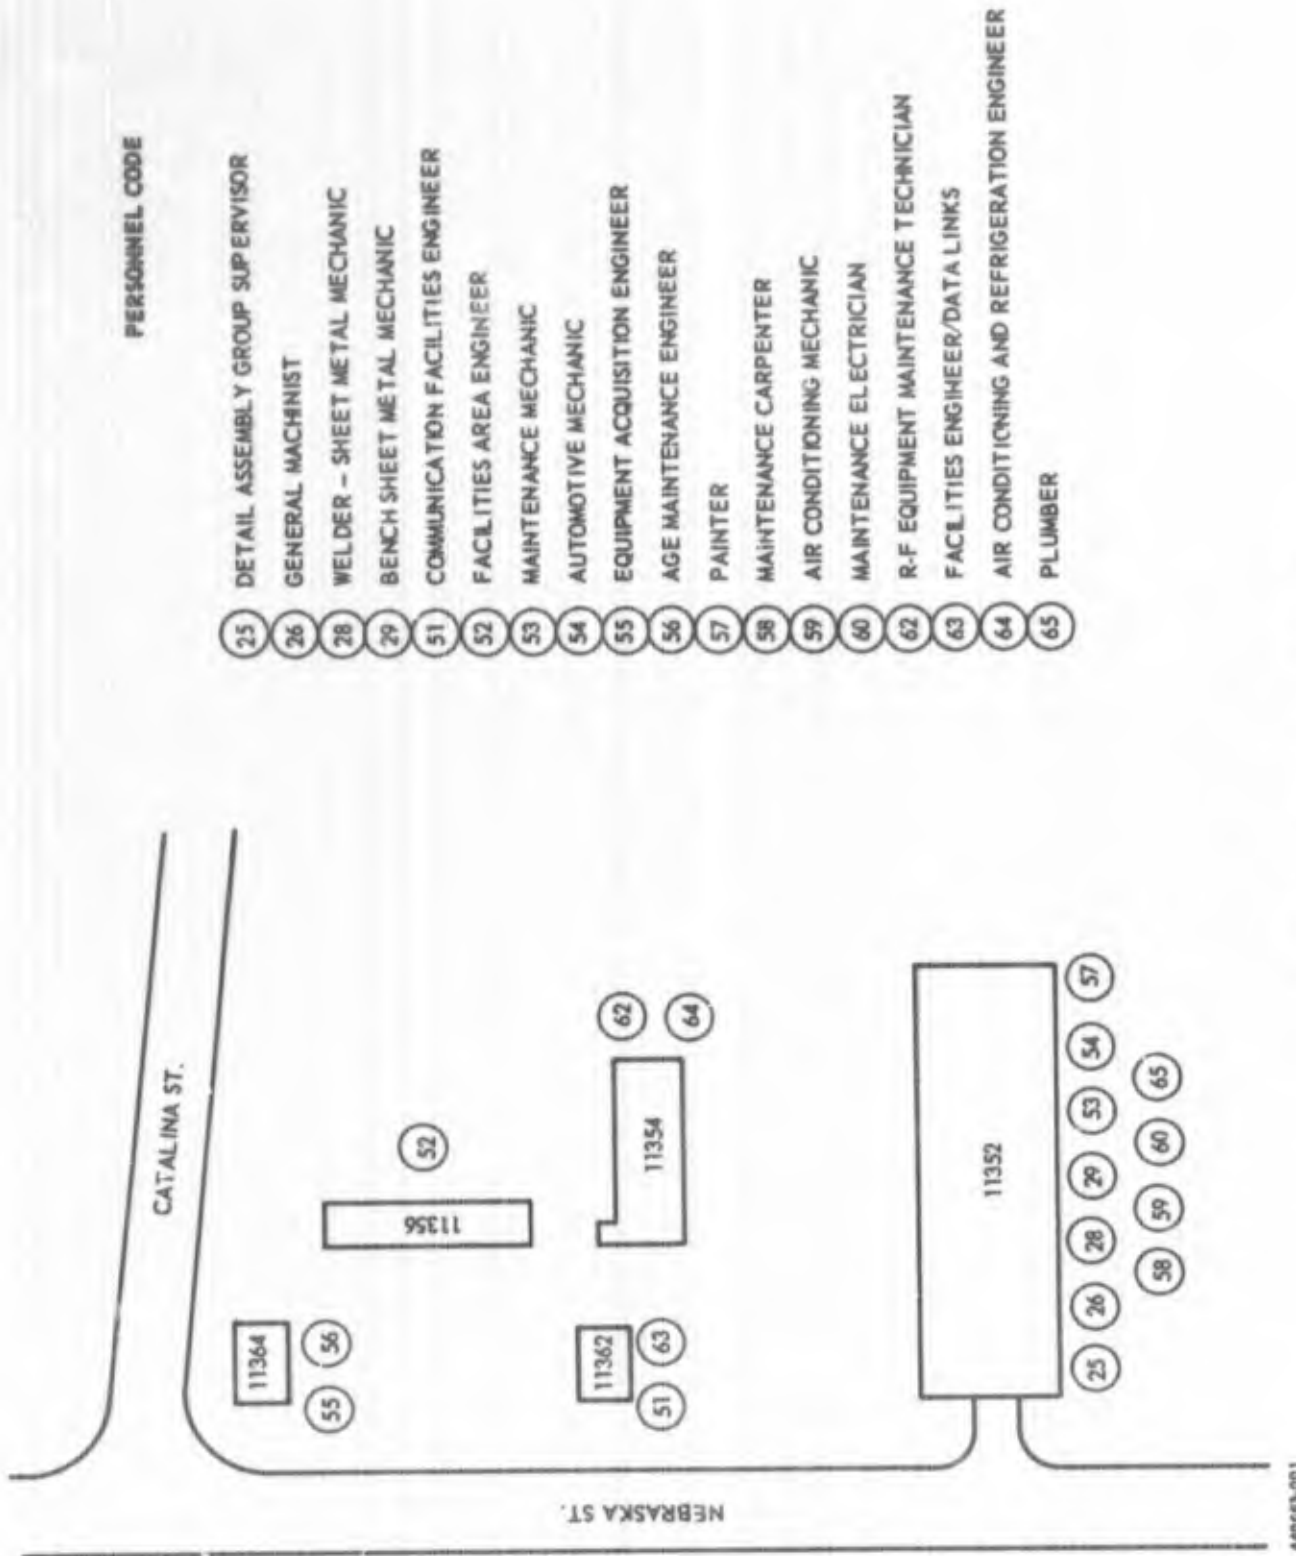 PERSONNEL CODE
25 DETAIL ASSEMBLY GROUP SUPERVISOR
26 GENERAL MACHINIST
28 WELDER - SHEET METAL MECHANIC
29 BENCH SHEET METAL MECHANIC
51 COMMUNICATION FACILITIES ENGINEER
52 FACILITIES AREA ENGINEER
53 MAINTENANCE MECHANIC
54 AUTOMOTIVE MECHANIC
55 EQUIPMENT ACQUISITION ENGINEER
56 AGE MAINTENANCE ENGINEER
57 PAINTER
58 MAINTENANCE CARPENTER
59 AIR CONDITIONING MECHANIC
60 MAINTENANCE ELECTRICIAN
62 R-F EQUIPMENT MAINTENANCE TECHNICIAN
63 FACILITIES ENGINEER/DATA LINKS
64 AIR CONDITIONING AND REFRIGERATION ENGINEER
65 PLUMBER
CATALINA ST.
NEBRASKA ST.
11364
55 56
11356
52
11362
51 63
11354
62
64
11352
25 26 28 29 53 54 57
58 59 60 65